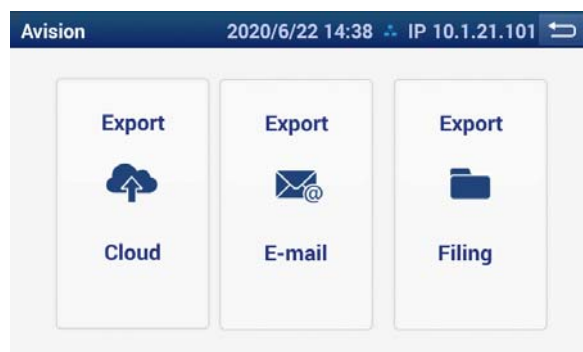 Avision 2020/6/22 14:38 IP 10.1.21.101
Export Export Export
@
Cloud E-mail Filing